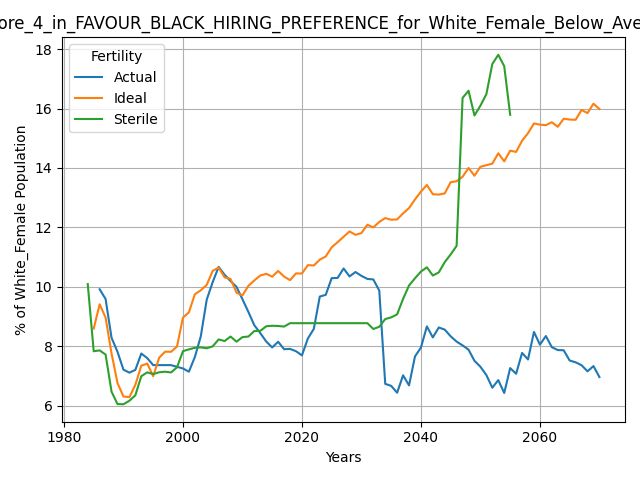 ore_4_in_FAVOUR_BLACK_HIRING_PREFERENCE_for_White_Female_Below_Ave
Fertility
Actual
Ideal
Sterile
% of White_Female Population
18
16
14
12
10
8
6
1980 2000 2020 2040 2060
Years